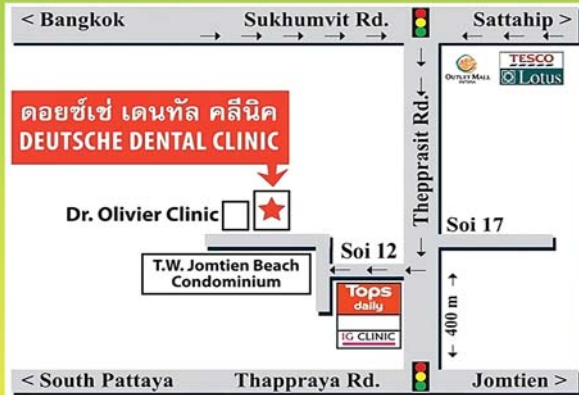 < Bangkok Sukhumvit Rd. Sattahip >
OUTLET MALL
PATTAYA
TESCO
Lotus
ดอยซ์เช่ เดนทัล คลีนิค
DEUTSCHE DENTAL CLINIC
Thepprasit Rd.
Dr. Olivier Clinic
Soi 17
Soi 12
T.W. Jomtien Beach
Condominium
Tops
daily
IG CLINIC
400 m
< South Pattaya Thappraya Rd. Jomtien >